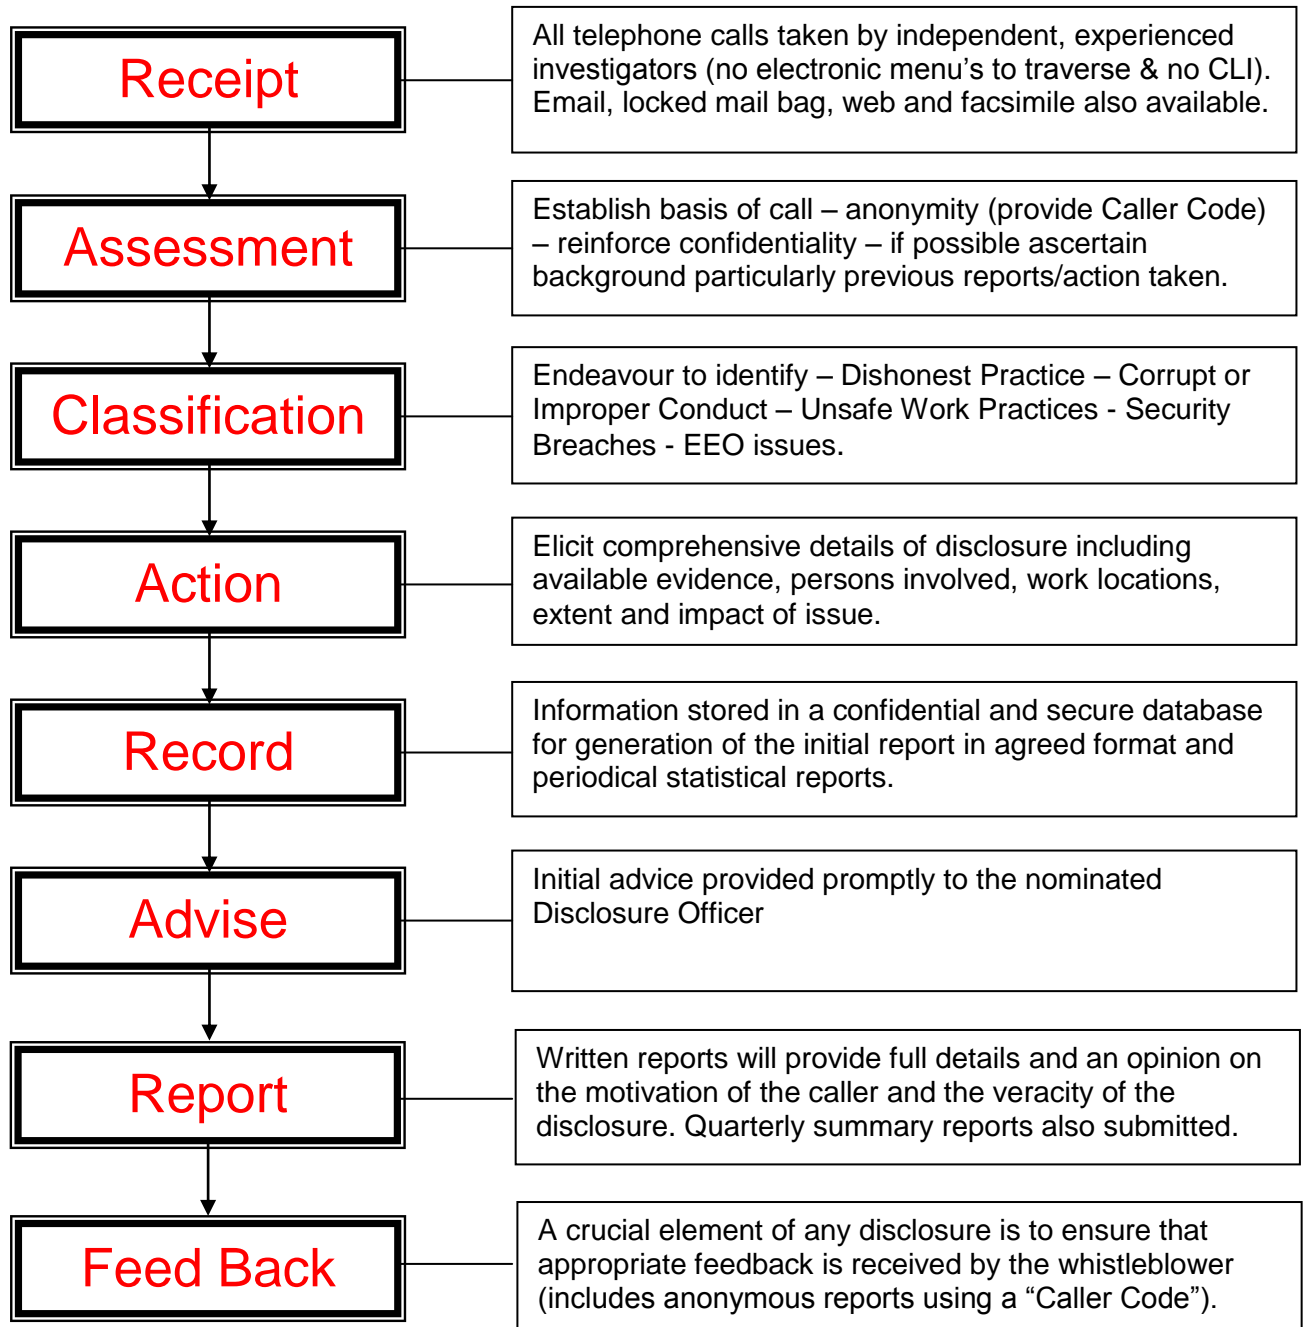 Receipt
All telephone calls taken by independent, experienced
investigators (no electronic menu's to traverse & no CLI).
Email, locked mail bag, web and facsimile also available.
Assessment
Establish basis of call – anonymity (provide Caller Code)
– reinforce confidentiality – if possible ascertain
background particularly previous reports/action taken.
Classification
Endeavour to identify – Dishonest Practice – Corrupt or
Improper Conduct – Unsafe Work Practices - Security
Breaches - EEO issues.
Action
Elicit comprehensive details of disclosure including
available evidence, persons involved, work locations,
extent and impact of issue.
Record
Information stored in a confidential and secure database
for generation of the initial report in agreed format and
periodical statistical reports.
Advise
Initial advice provided promptly to the nominated
Disclosure Officer
Report
Written reports will provide full details and an opinion on
the motivation of the caller and the veracity of the
disclosure. Quarterly summary reports also submitted.
Feed Back
A crucial element of any disclosure is to ensure that
appropriate feedback is received by the whistleblower
(includes anonymous reports using a “Caller Code”).